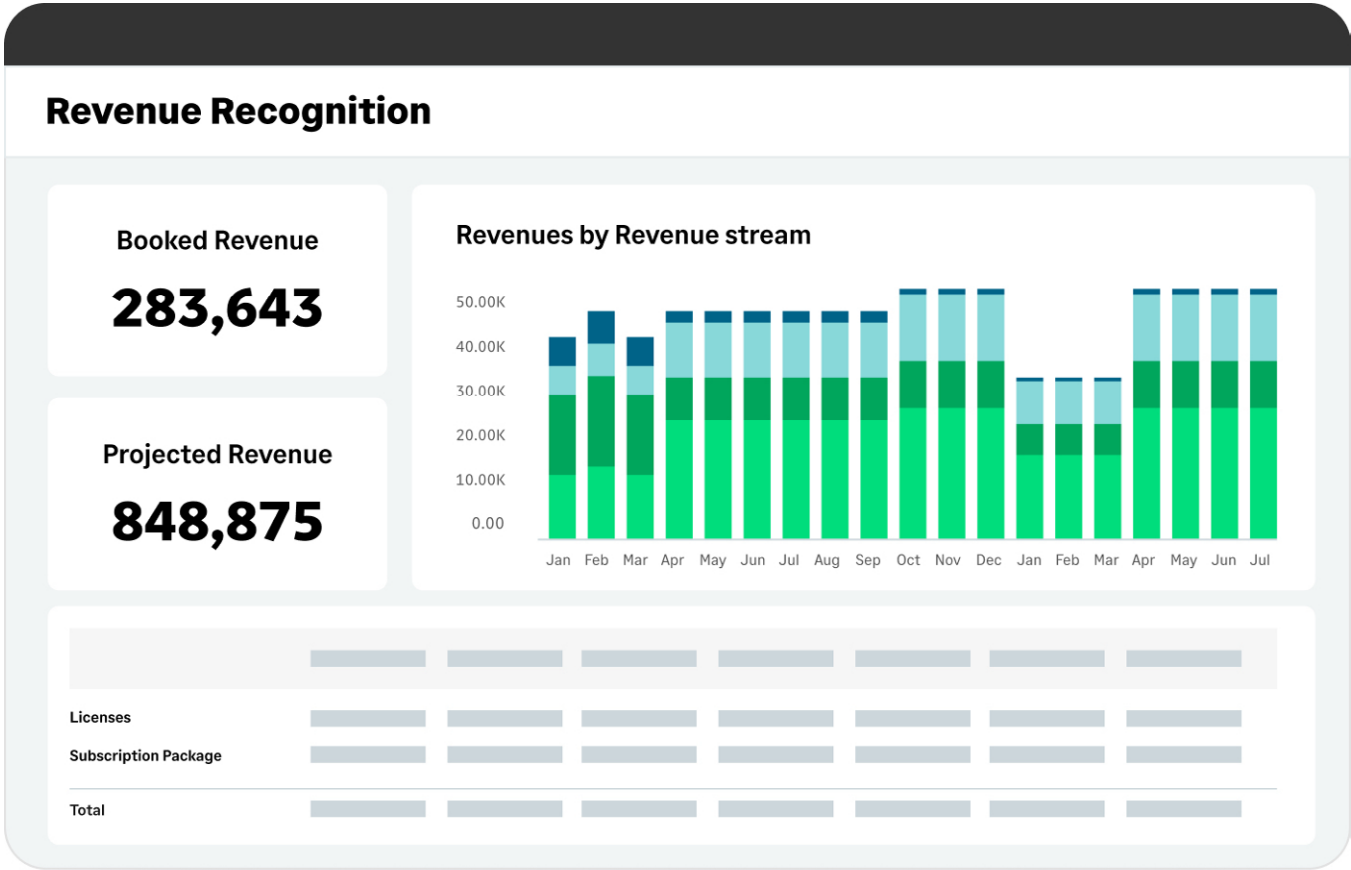 Revenue Recognition
Booked Revenue
283,643
Projected Revenue
848,875
Revenues by Revenue stream
50.00K
40.00K
30.00K
20.00K
10.00K
0.00
Jan Feb Mar Apr May Jun Jul Aug Sep Oct Nov Dec Jan Feb Mar Apr May Jun Jul
Licenses
Subscription Package
Total